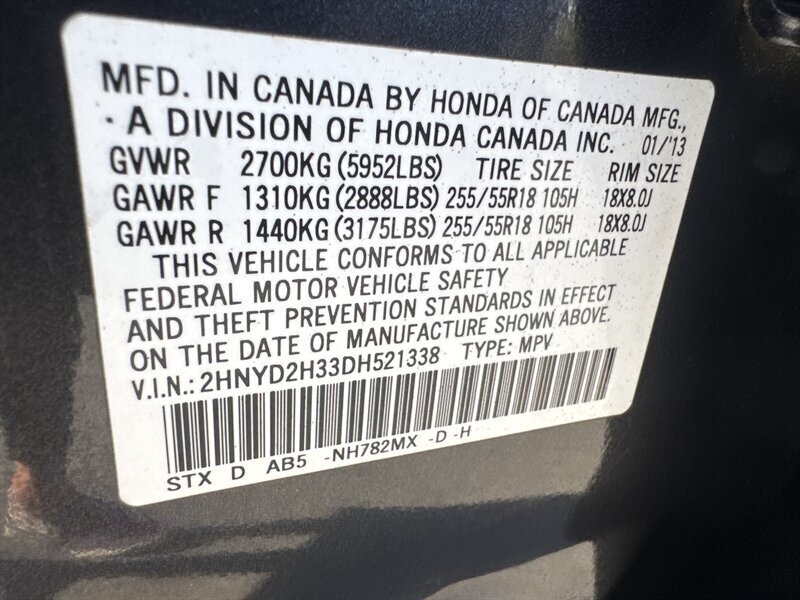 MFD. IN CANADA BY HONDA OF CANADA MFG.,
· A DIVISION OF HONDA CANADA INC. 01/'13
GVWR 2700KG (5952LBS) TIRE SIZE RIM SIZE
GAWR F 1310KG (2888LBS) 255/55R18 105H 18X8.0J
GAWR R 1440KG (3175LBS) 255/55R18 105H 18X8.0J
THIS VEHICLE CONFORMS TO ALL APPLICABLE
FEDERAL MOTOR VEHICLE SAFETY
AND THEFT PREVENTION STANDARDS IN EFFECT
ON THE DATE OF MANUFACTURE SHOWN ABOVE.
V.I.N.: 2HNYD2H33DH521338 TYPE: MPV
STX D AB5 -NH782MX -D -H